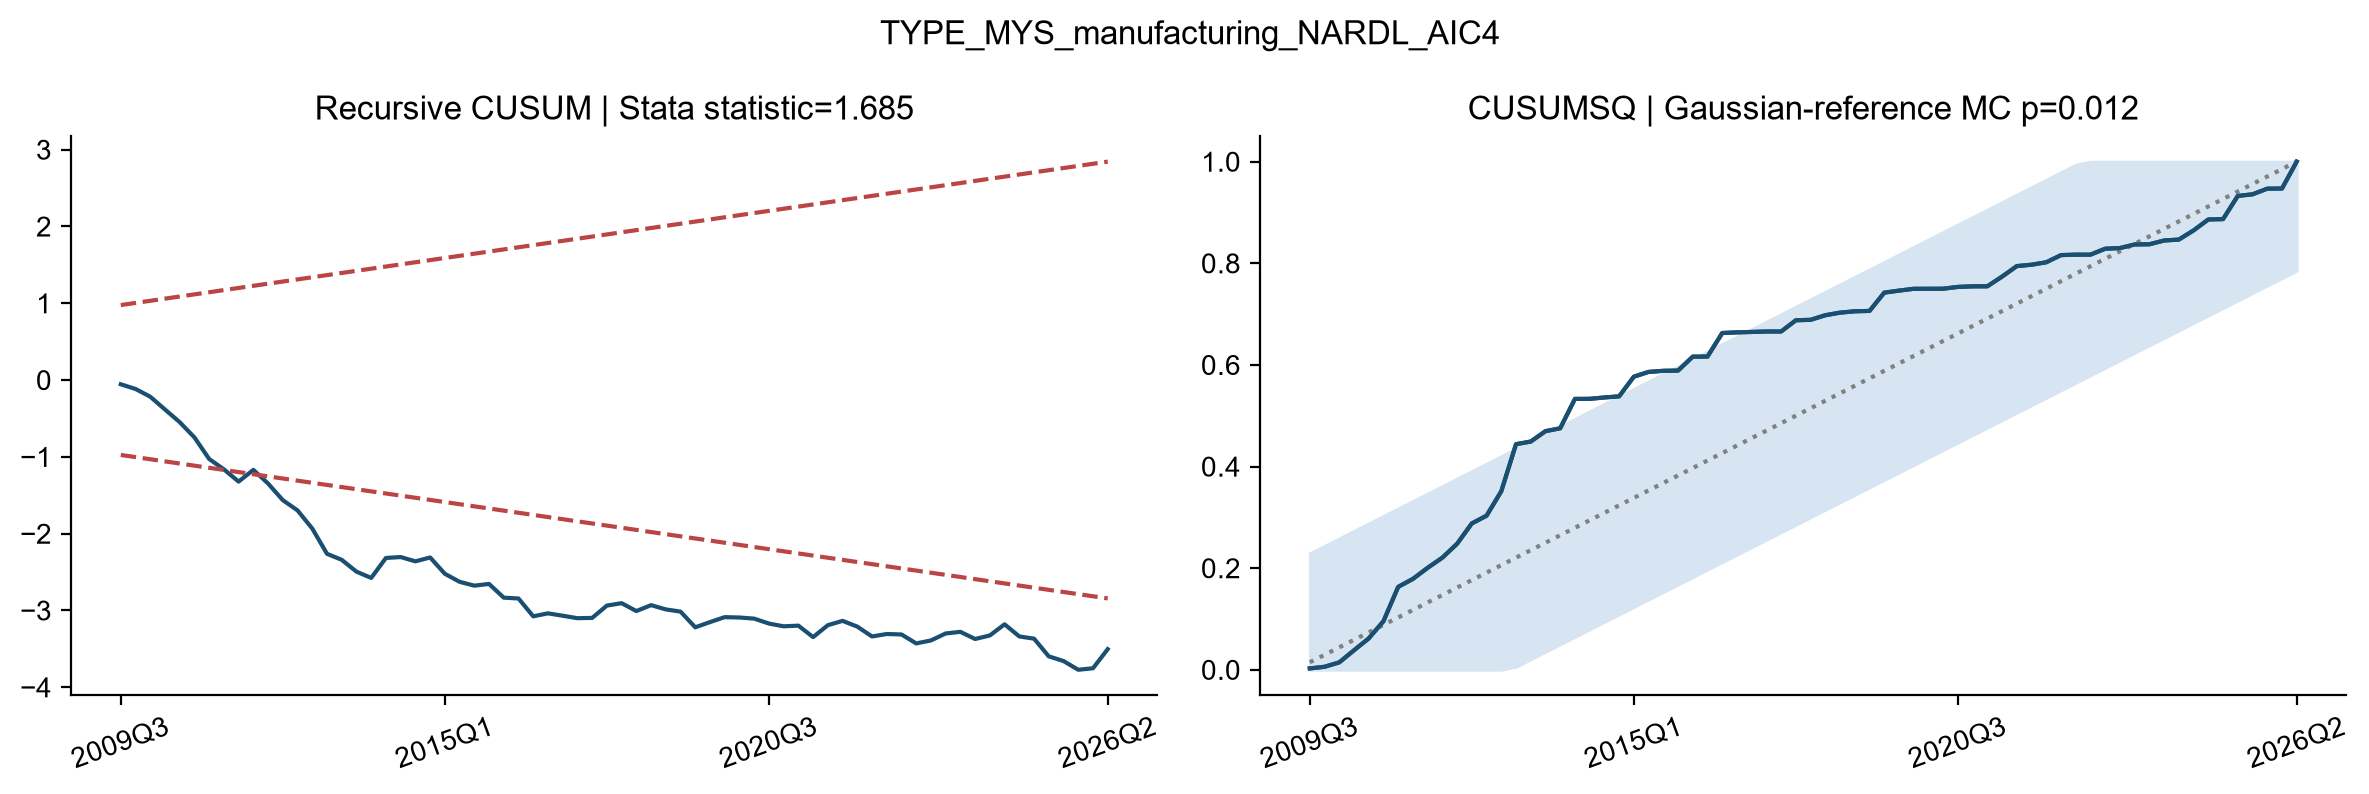 TYPE_MYS_manufacturing_NARDL_AIC4
Recursive CUSUM | Stata statistic=1.685
3
2
1
0
−1
−2
−3
−4
2009Q3
2015Q1
2020Q3
2026Q2
CUSUMSQ | Gaussian-reference MC p=0.012
1.0
0.8
0.6
0.4
0.2
0.0
2009Q3
2015Q1
2020Q3
2026Q2